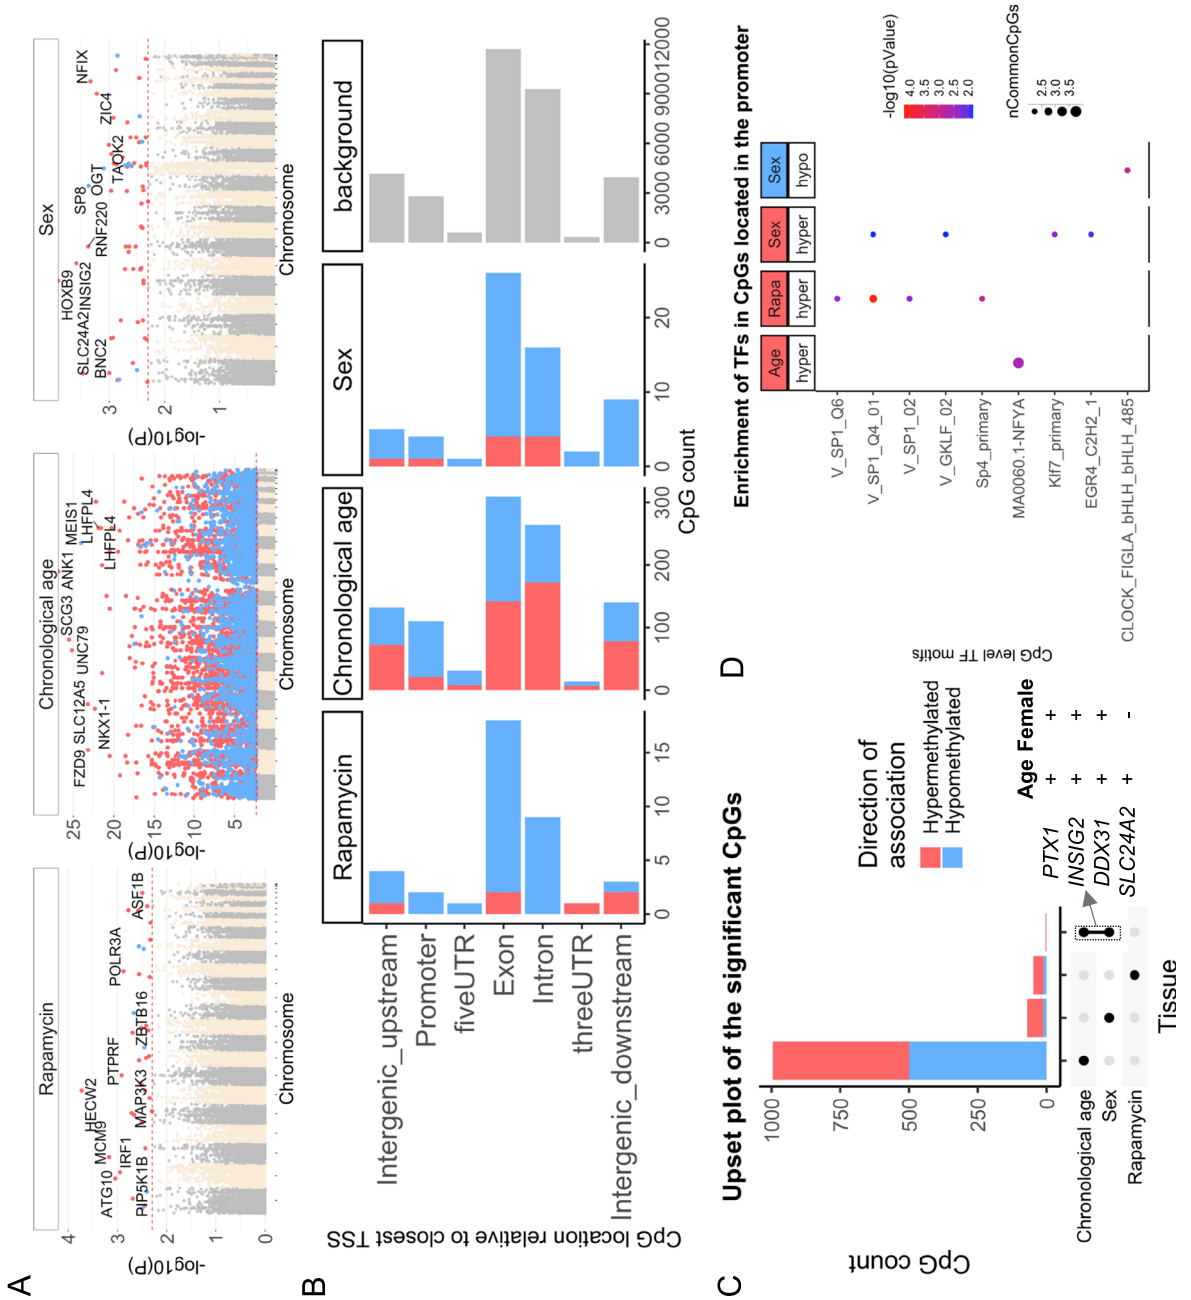 A
Rapamycin
Chronological age
Sex
-log10(P)
4
3
2
1
0
ATG10
PIP5K1B
MCM9
IRF1
HECW2
PTPRF
MAP3K3
ZBTB16
POLR3A
ASF1B
Chromosome
-log10(P)
25
20
15
10
5
FZD9
SLC12A5
NKX1-1
UNC79
SCG3
ANK1
MEIS1
LHFPL4
LHFPL4
Chromosome
-log10(P)
3
2
1
HOXB9
SLC24A2
INSIG2
BNC2
RNF220
SP8
OGT
TAOK2
ZIC4
NFIX
Chromosome
B
CpG location relative to closest TSS
Rapamycin
Chronological age
Sex
background
Intergenic_upstream
Promoter
fiveUTR
Exon
Intron
threeUTR
Intergenic_downstream
0 5 10 15
0 100 200 300
0 10 20
0 3000 6000 9000 12000
CpG count
C
Upset plot of the significant CpGs
CpG count
1000
750
500
250
0
Direction of
association
Hypermethylated
Hypomethylated
Age Female
PTX1 + +
INSIG2 + +
DDX31 + +
SLC24A2 + -
Chronological age
Sex
Rapamycin
Tissue
D
Enrichment of TFs in CpGs located in the promoter
Age Rapa Sex Sex
hyper hyper hyper hypo
CpG level TF motifs
V_SP1_Q6
V_SP1_Q4_01
V_SP1_02
V_GKLF_02
Sp4_primary
MA0060.1-NFYA
Klf7_primary
EGR4_C2H2_1
CLOCK_FIGLA_bHLH_bHLH_485
-log10(pValue)
4.0
3.5
3.0
2.5
2.0
nCommonCpGs
2.5
3.0
3.5